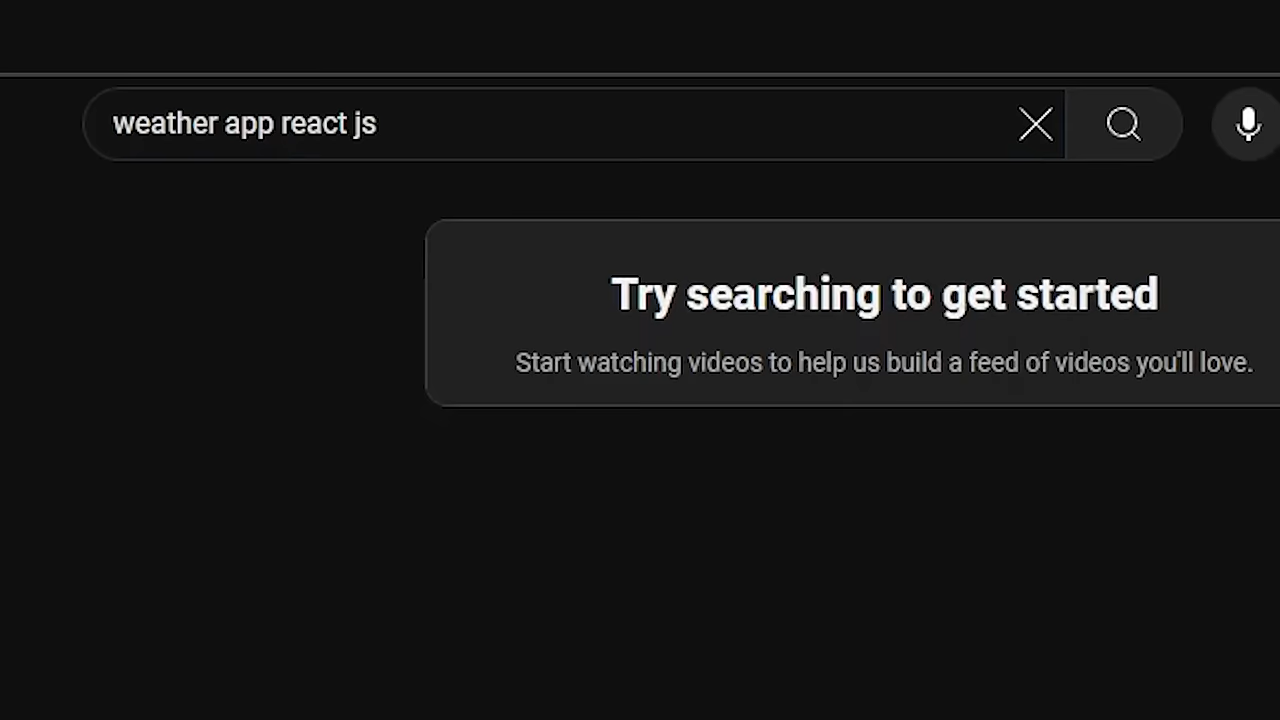 weather app react js
Try searching to get started
Start watching videos to help us build a feed of videos you'll love.